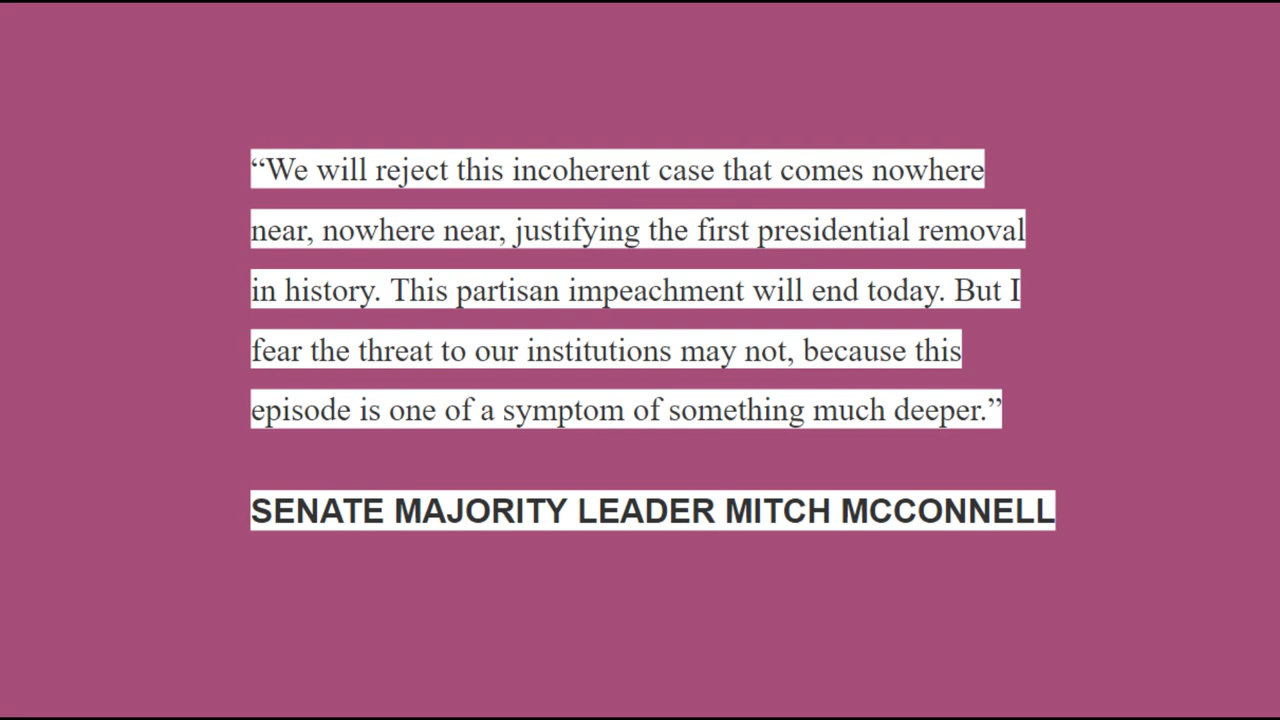 “We will reject this incoherent case that comes nowhere
near, nowhere near, justifying the first presidential removal
in history. This partisan impeachment will end today. But I
fear the threat to our institutions may not, because this
episode is one of a symptom of something much deeper.”
SENATE MAJORITY LEADER MITCH MCCONNELL